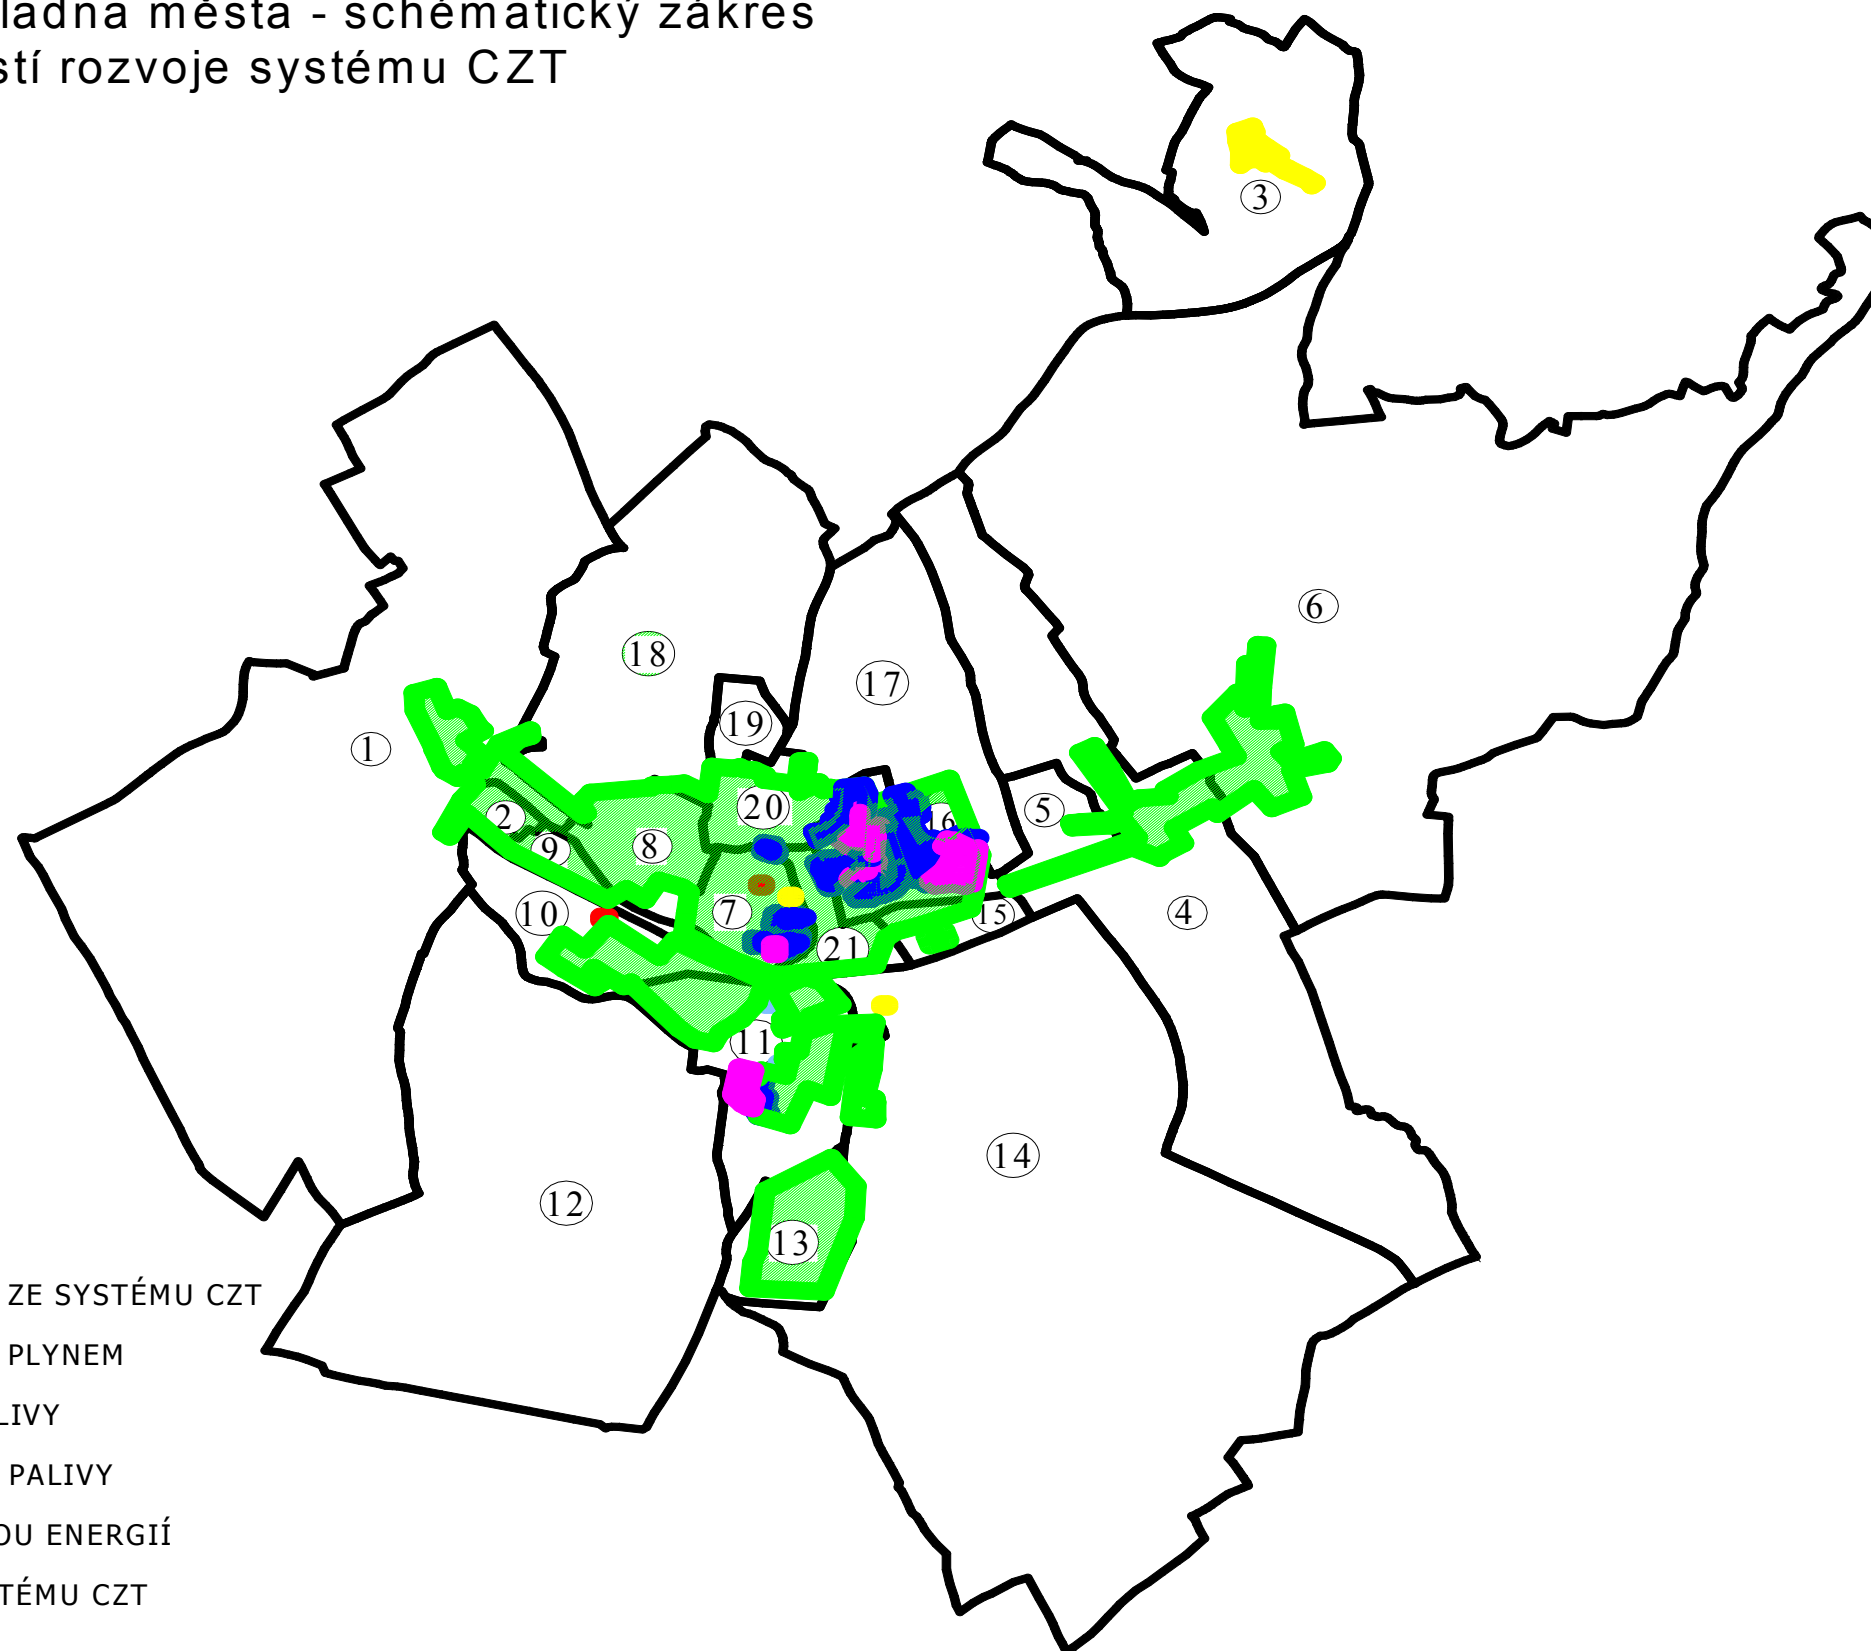 ladna města - schématický zákres
stí rozvoje systému CZT
3
6
18
17
19
1
20
5
2
16
9
8
10
7
15
4
21
11
14
12
13
ZE SYSTÉMU CZT
PLYNEM
LIVY
PALIVY
OU ENERGIÍ
TÉMU CZT